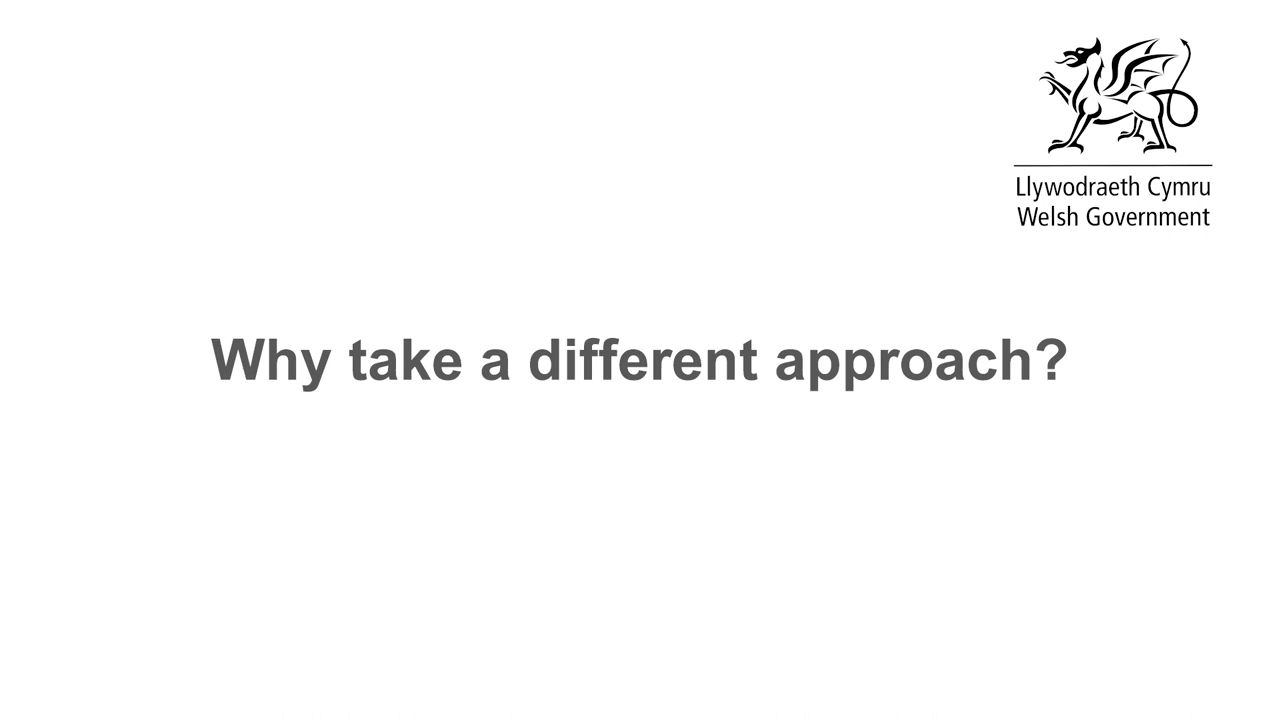 Llywodraeth Cymru
Welsh Government
Why take a different approach?